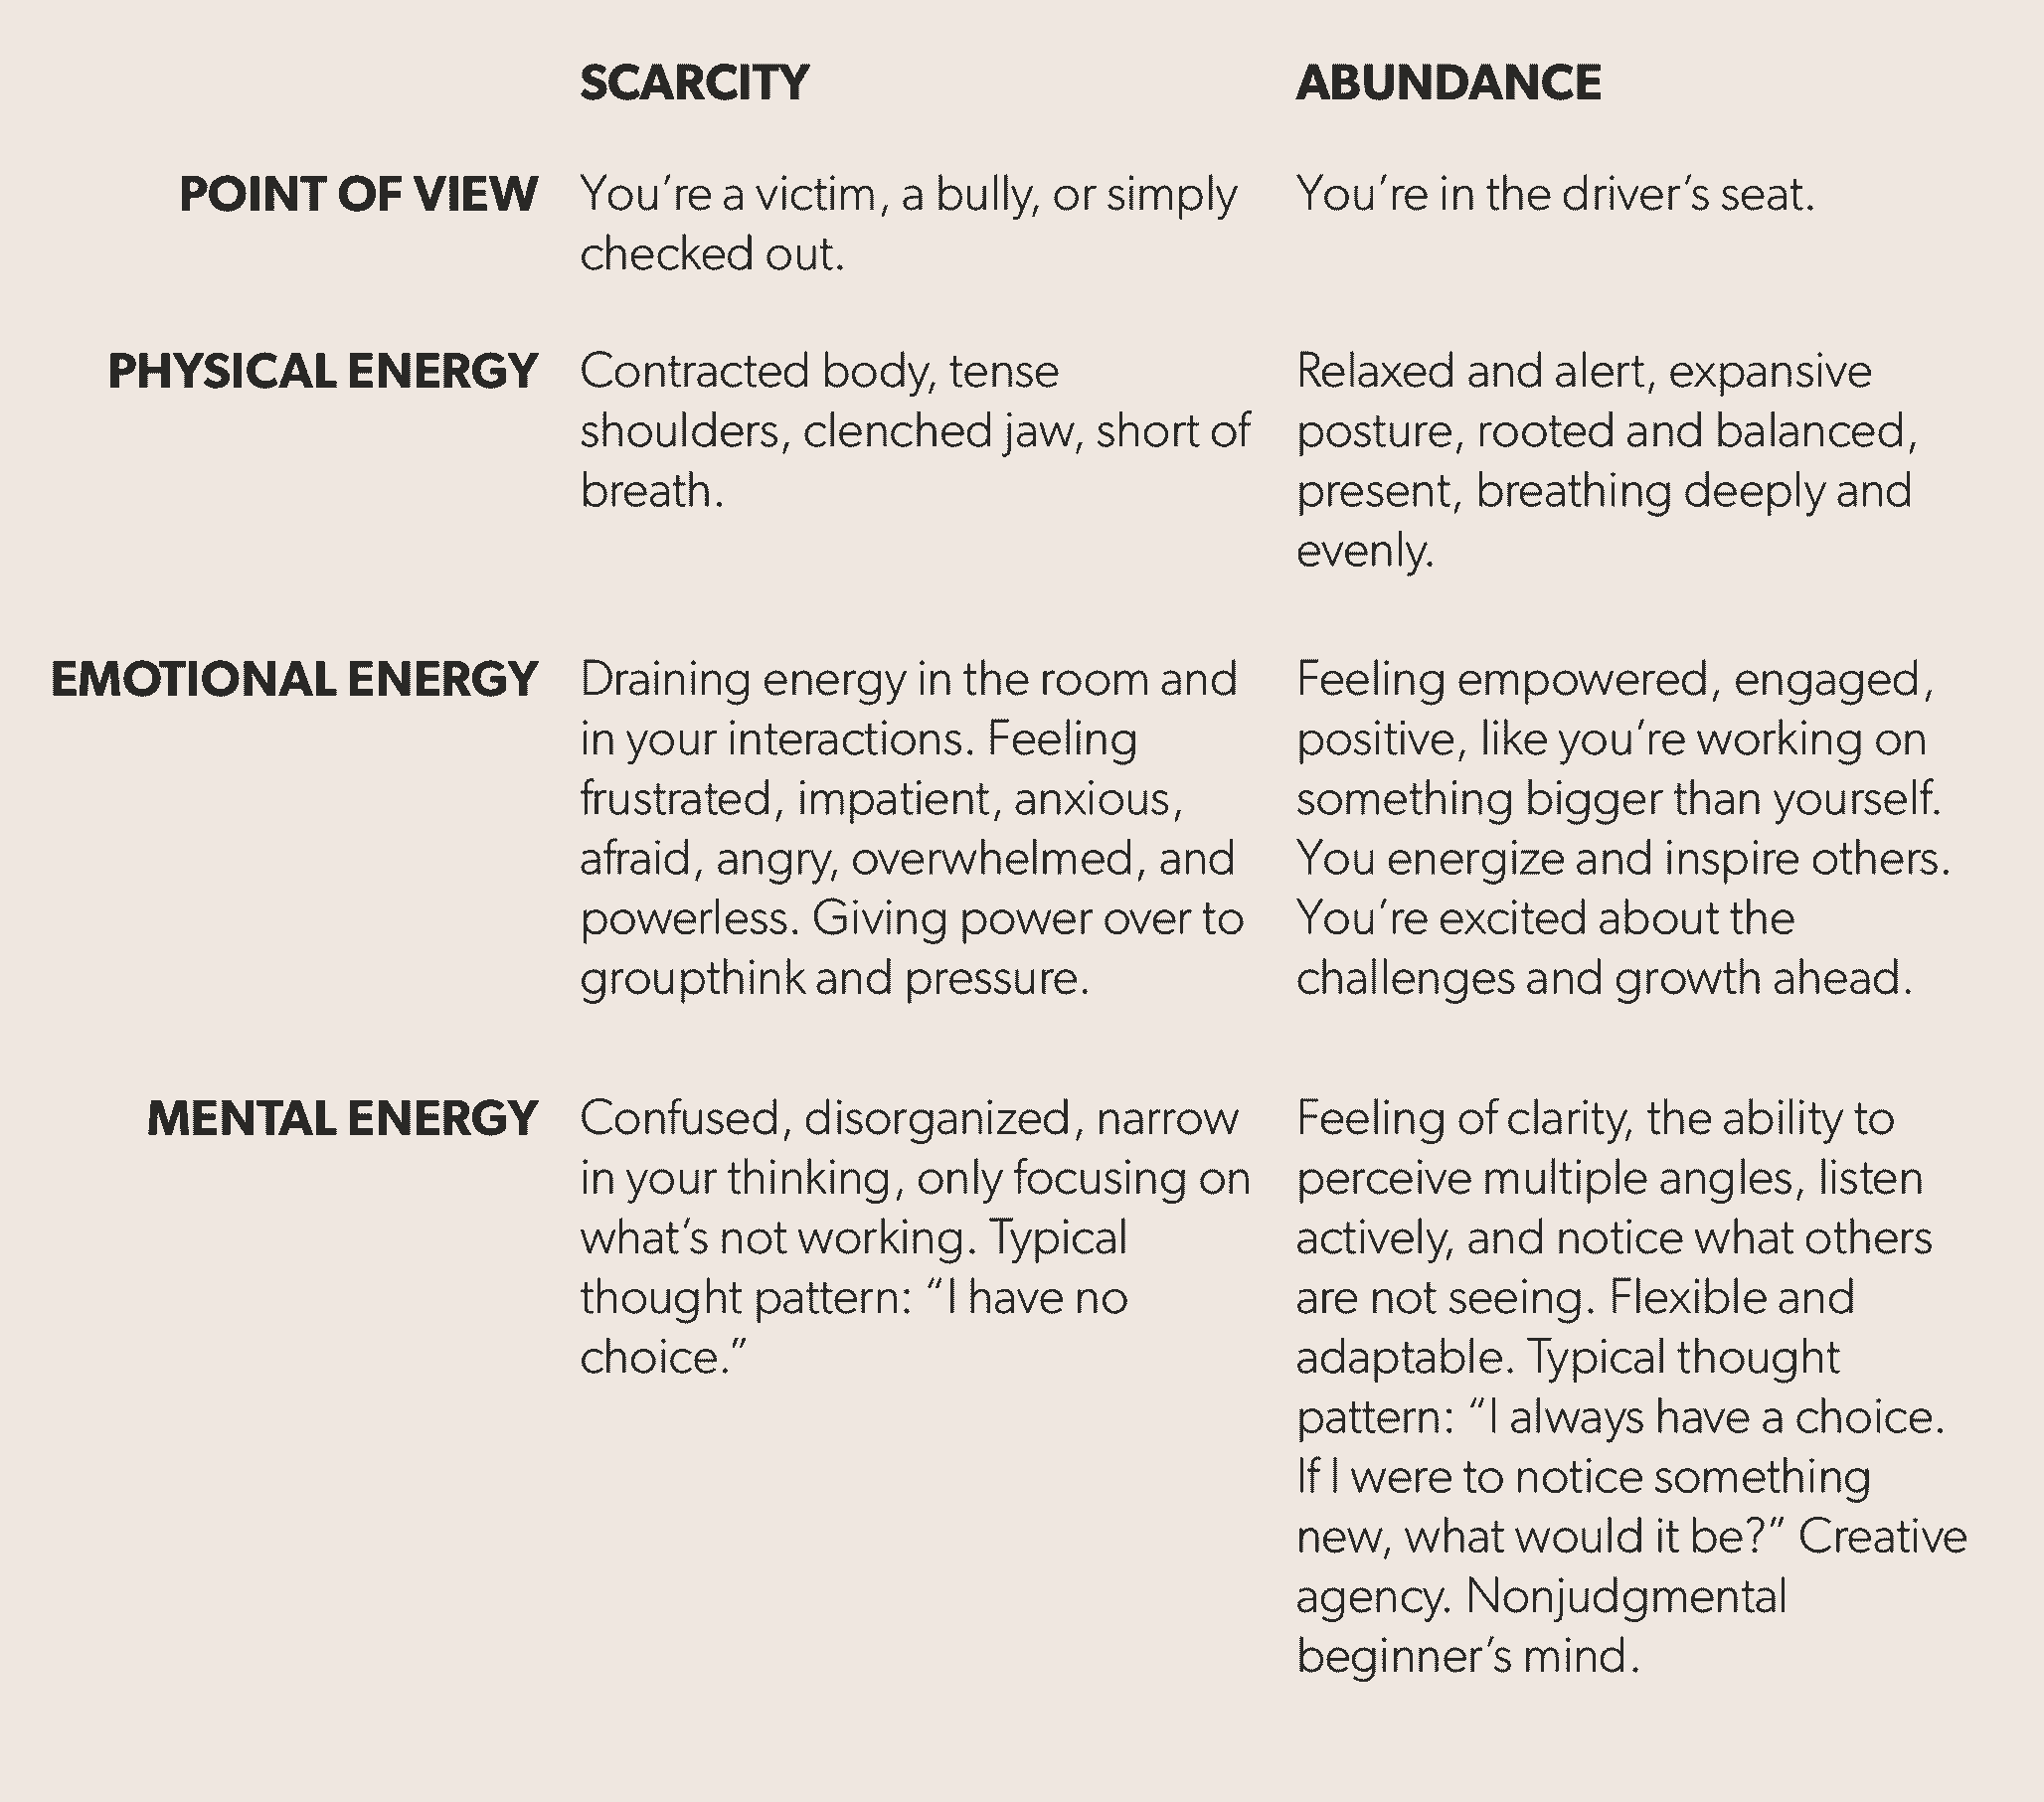 SCARCITY
ABUNDANCE
POINT OF VIEW
You’re a victim, a bully, or simply
checked out.
You’re in the driver’s seat.
PHYSICAL ENERGY
Contracted body, tense
shoulders, clenched jaw, short of
breath.
Relaxed and alert, expansive
posture, rooted and balanced,
present, breathing deeply and
evenly.
EMOTIONAL ENERGY
Draining energy in the room and
in your interactions. Feeling
frustrated, impatient, anxious,
afraid, angry, overwhelmed, and
powerless. Giving power over to
groupthink and pressure.
Feeling empowered, engaged,
positive, like you’re working on
something bigger than yourself.
You energize and inspire others.
You’re excited about the
challenges and growth ahead.
MENTAL ENERGY
Confused, disorganized, narrow
in your thinking, only focusing on
what’s not working. Typical
thought pattern: “I have no
choice.”
Feeling of clarity, the ability to
perceive multiple angles, listen
actively, and notice what others
are not seeing. Flexible and
adaptable. Typical thought
pattern: “I always have a choice.
If I were to notice something
new, what would it be?” Creative
agency. Nonjudgmental
beginner’s mind.